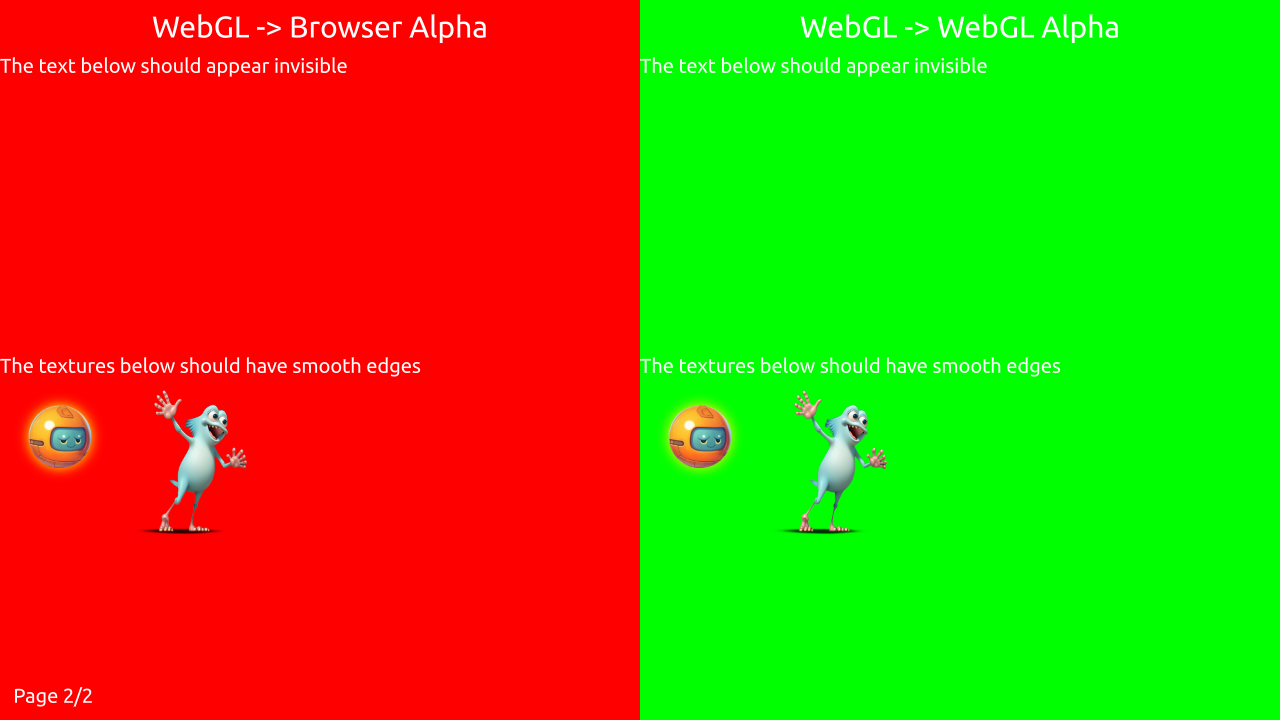 WebGL -> Browser Alpha
The text below should appear invisible
The textures below should have smooth edges
Page 2/2
WebGL -> WebGL Alpha
The text below should appear invisible
The textures below should have smooth edges